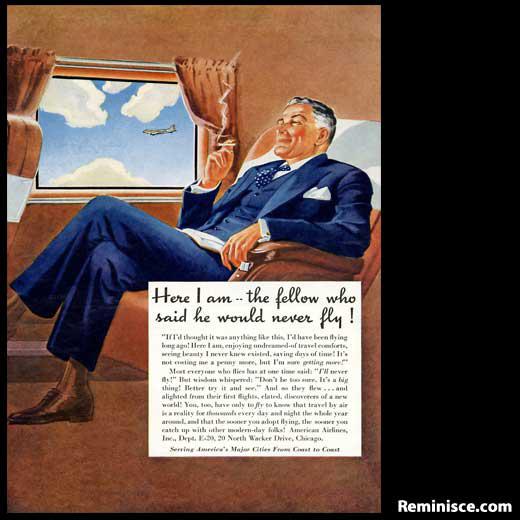 Here I am -- the fellow who
said he would never fly !
"If I'd thought it was anything like this, I'd have been flying
long ago! Here I am, enjoying undreamed-of travel comforts,
seeing beauty I never knew existed, saving days of time! It's
not costing me a penny more, but I'm sure getting more!"
Most everyone who flies has at one time said: "I'll never
fly!" But wisdom whispered: "Don't be too sure. It's a big
thing! Better try it and see." And so they flew . . . and
alighted from their first flights, elated, discoverers of a new
world! You, too, have only to fly to know that travel by air
is a reality for thousands every day and night the whole year
around, and that the sooner you adopt flying, the sooner you
catch up with other modern-day folks! American Airlines,
Inc., Dept. E-20, 20 North Wacker Drive, Chicago.
Serving America's Major Cities From Coast to Coast
Reminisce.com